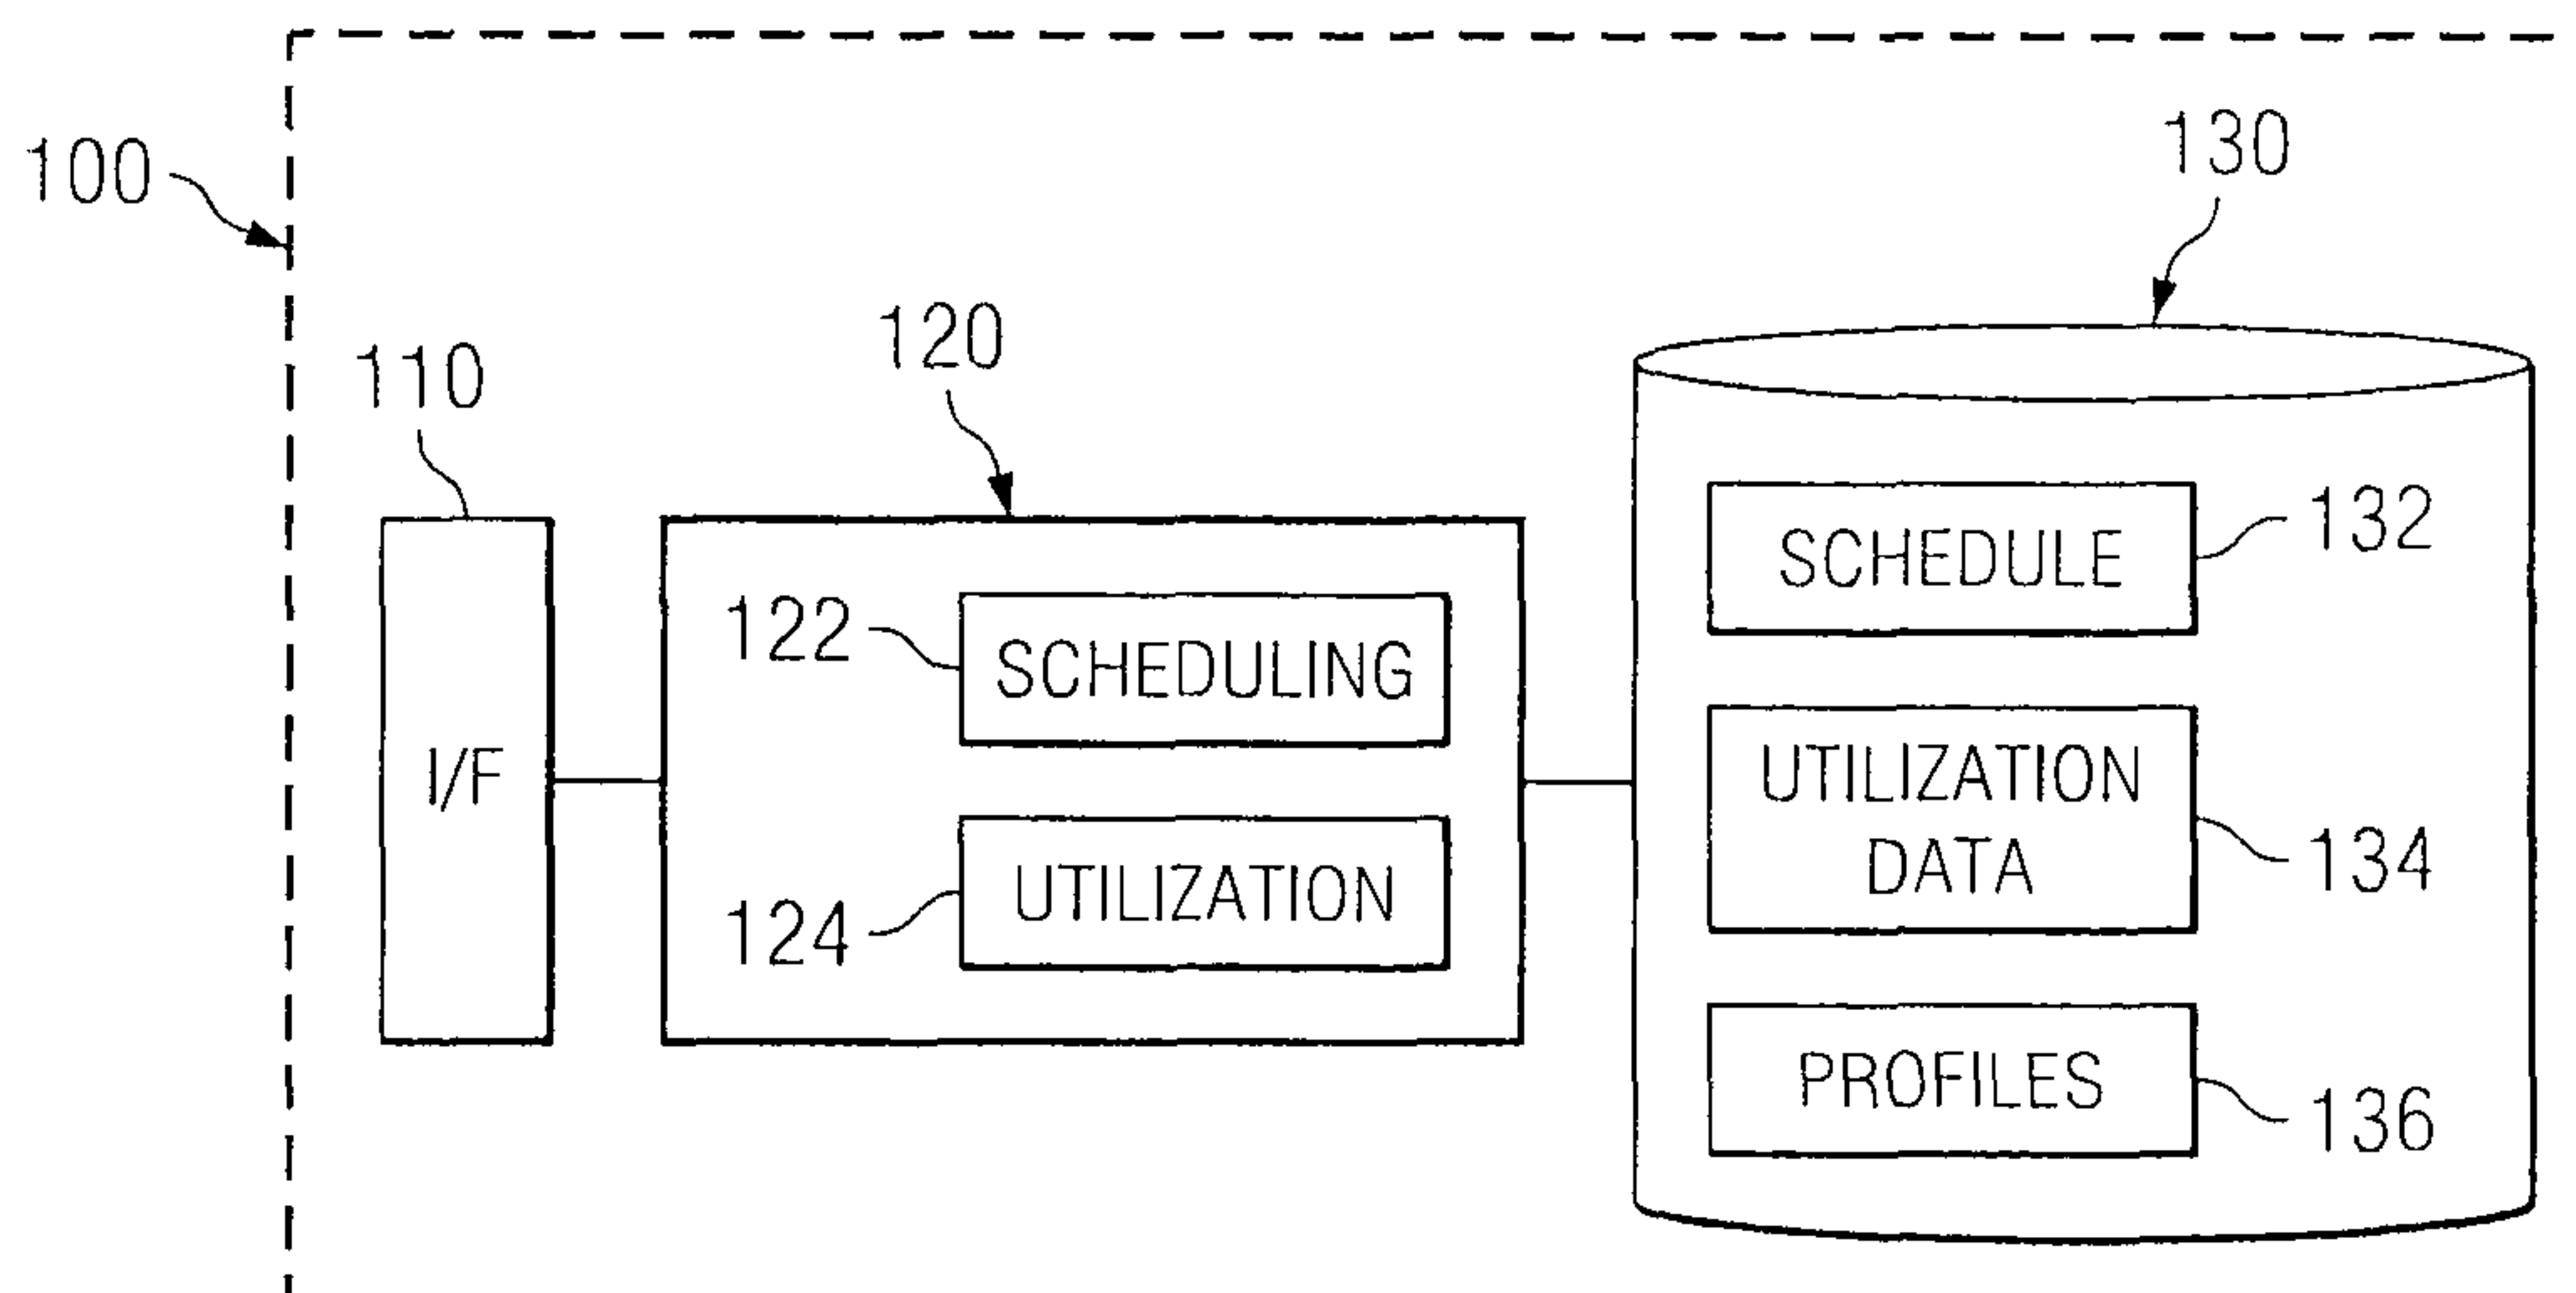 100
130
120
110
SCHEDULE
132
122
SCHEDULING
I/F
UTILIZATION
DATA
134
124
UTILIZATION
PROFILES
136